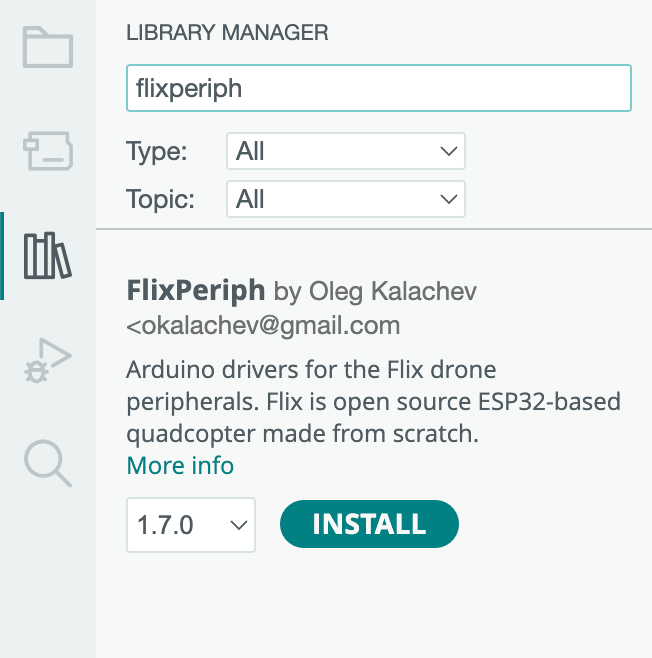 LIBRARY MANAGER
flixperiph
Type: All
Topic: All
FlixPeriph by Oleg Kalachev
<okalachev@gmail.com
Arduino drivers for the Flix drone
peripherals. Flix is open source ESP32-based
quadcopter made from scratch.
More info
1.7.0 INSTALL